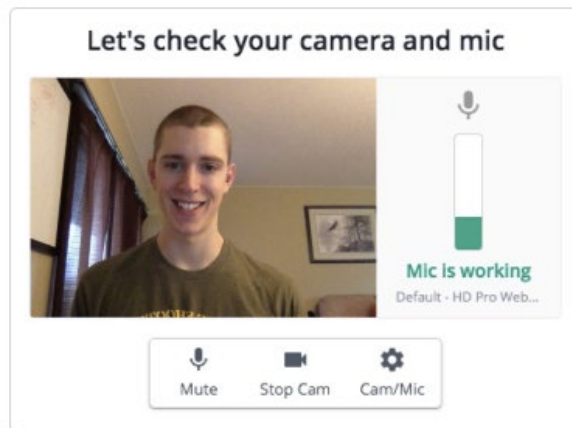 Let's check your camera and mic
Mic is working
Default - HD Pro Web...
Mute
Stop Cam
Cam/Mic